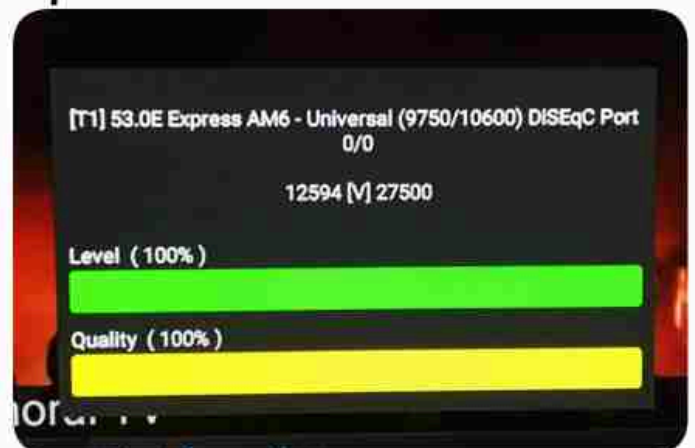 [T1] 53.0E Express AM6 - Universal (9750/10600) DISEqC Port
0/0
12594 [V] 27500
Level ( 100% )
Quality ( 100% )